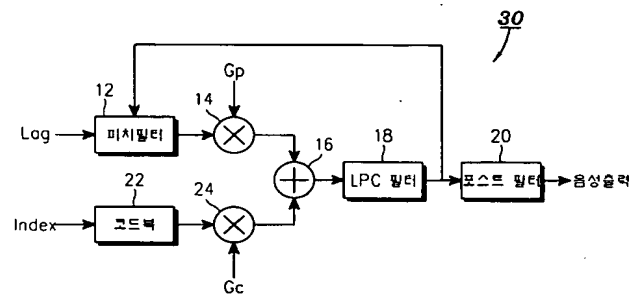 30
Gp
12
14
Lag
피치필터
16
18
20
LPC 필터
포스트 필터
음성출력
22
24
Index
코드북
Gc